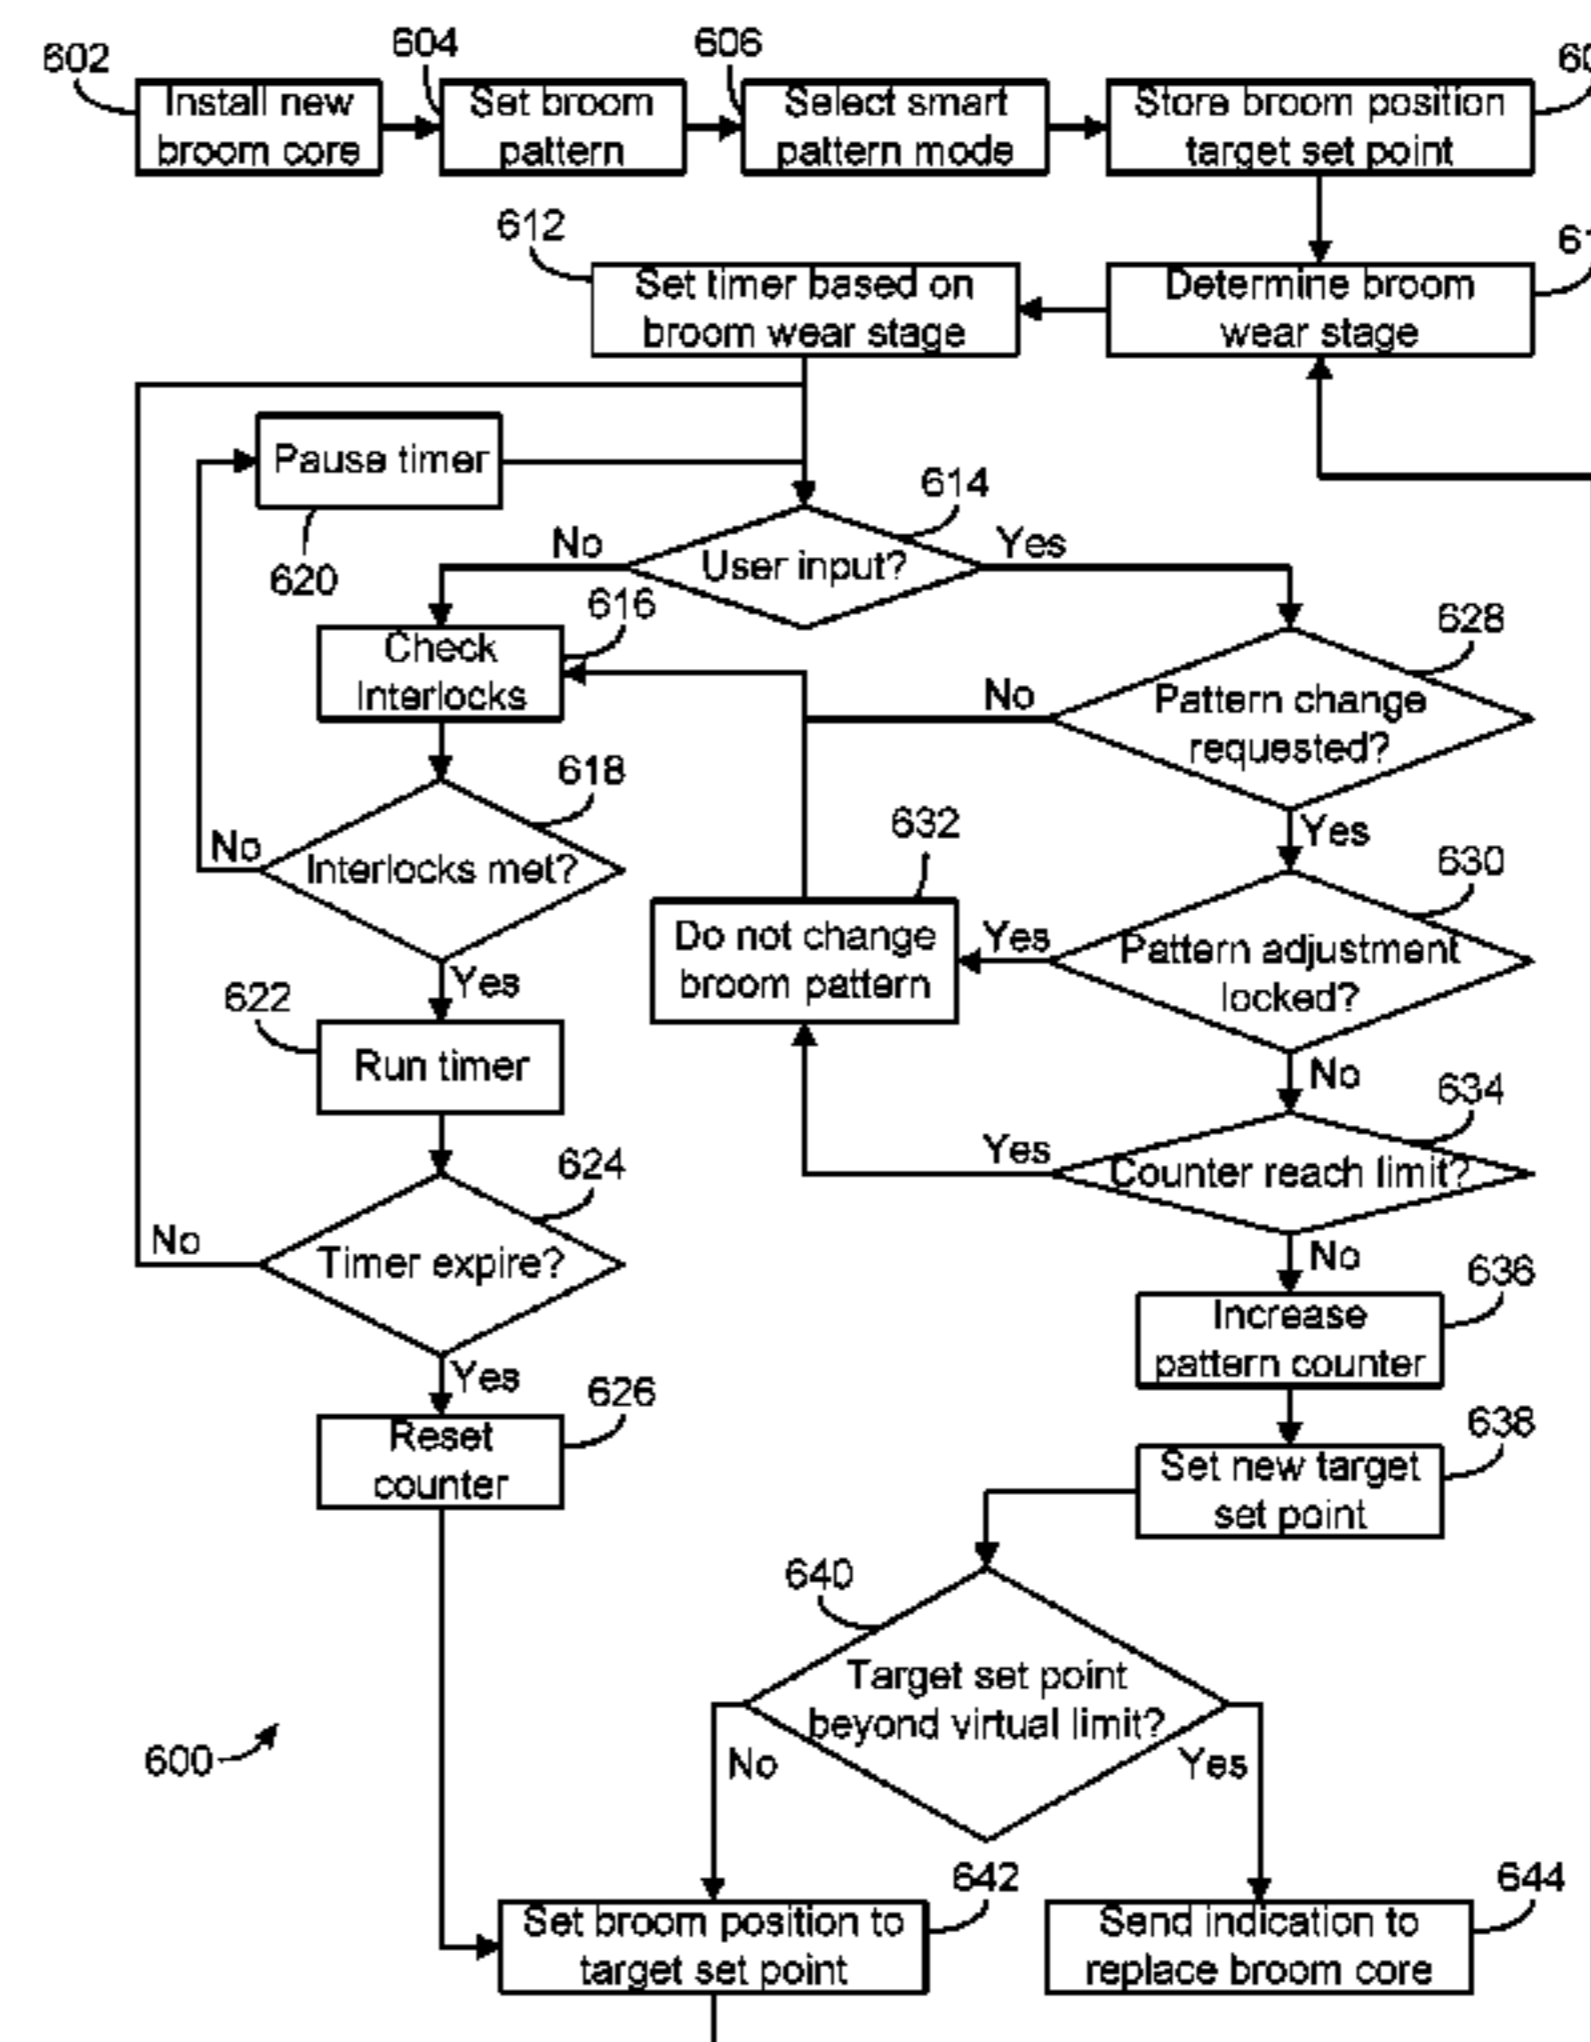 602
604
606
60
Install new
broom core
Set broom
pattern
Select smart
pattern mode
Store broom position
target set point
612
61
Set timer based on
broom wear stage
Determine broom
wear stage
Pause timer
620
614
No
User input?
Yes
616
Check
Interlocks
628
No
Pattern change
requested?
Yes
618
No
Interlocks met?
Yes
632
Do not change
broom pattern
630
Yes
Pattern adjustment
locked?
No
622
Run timer
634
Yes
Counter reach limit?
No
624
No
Timer expire?
Yes
636
Increase
pattern counter
626
Reset
counter
638
Set new target
set point
640
Target set point
beyond virtual limit?
No
Yes
600
642
Set broom position to
target set point
644
Send indication to
replace broom core